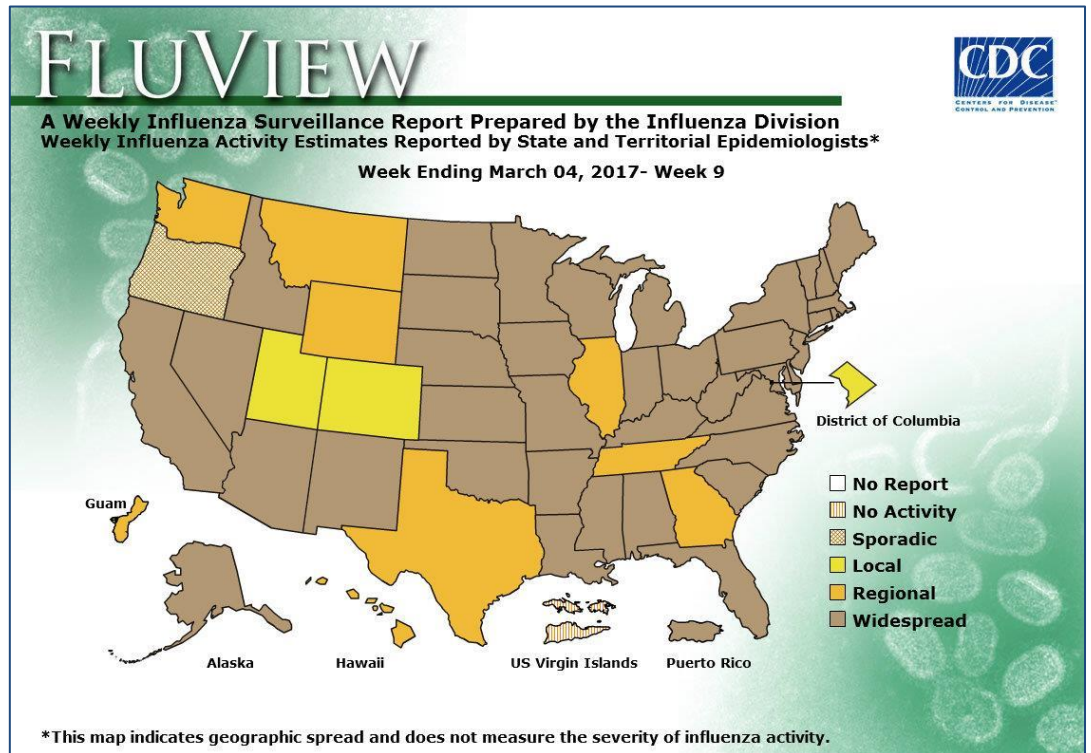 FLUVIEW
CDC
CENTERS FOR DISEASE™
CONTROL AND PREVENTION
A Weekly Influenza Surveillance Report Prepared by the Influenza Division
Weekly Influenza Activity Estimates Reported by State and Territorial Epidemiologists*
Week Ending March 04, 2017- Week 9
District of Columbia
Guam
No Report
No Activity
Sporadic
Local
Regional
Widespread
Alaska
Hawaii
US Virgin Islands
Puerto Rico
*This map indicates geographic spread and does not measure the severity of influenza activity.